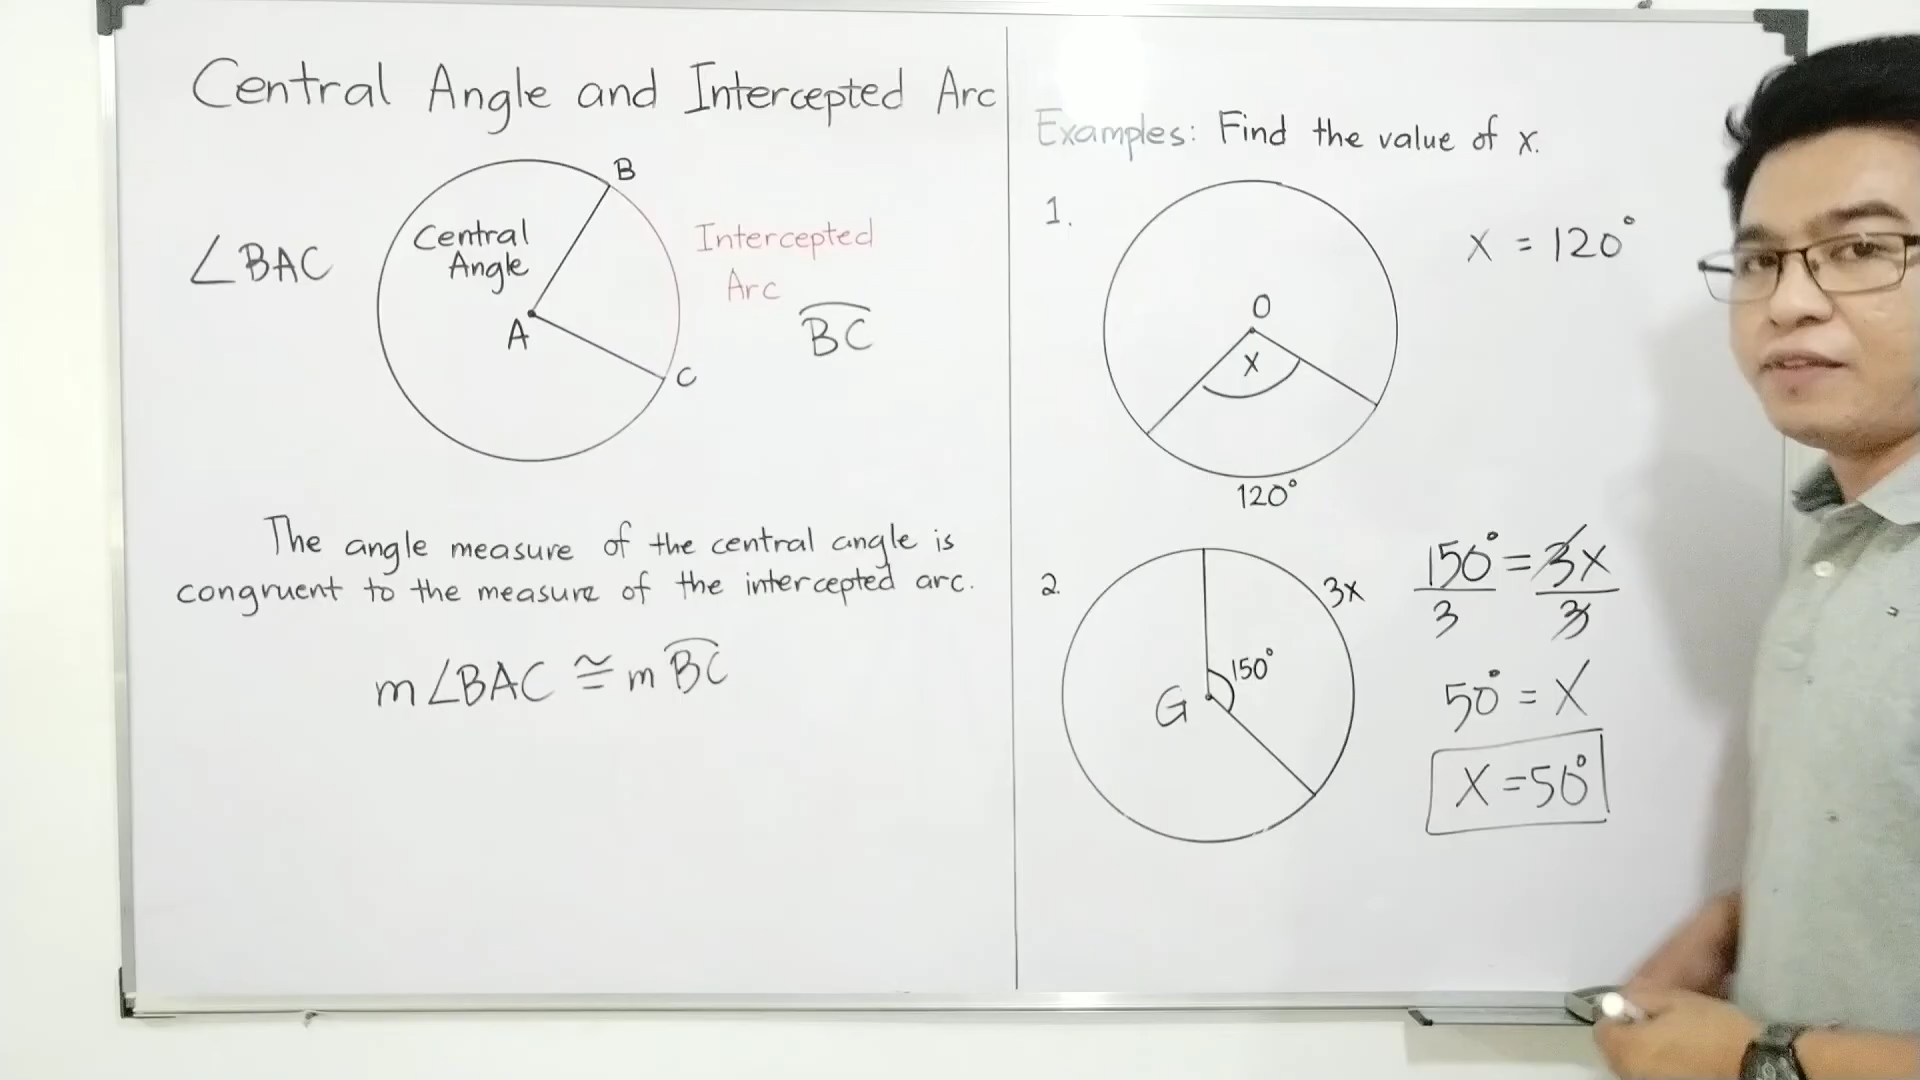 Central Angle and Intercepted Arc
B
Central
Angle
∠BAC
Intercepted
Arc
A
B͡C
C
The angle measure of the central angle is
congruent to the measure of the intercepted arc.
m∠BAC ≅ m B͡C
Examples: Find the value of x.
1.
x = 120°
O
x
120°
2.
3x
150°
G
150° = 3x
3 3
50° = x
x = 50°